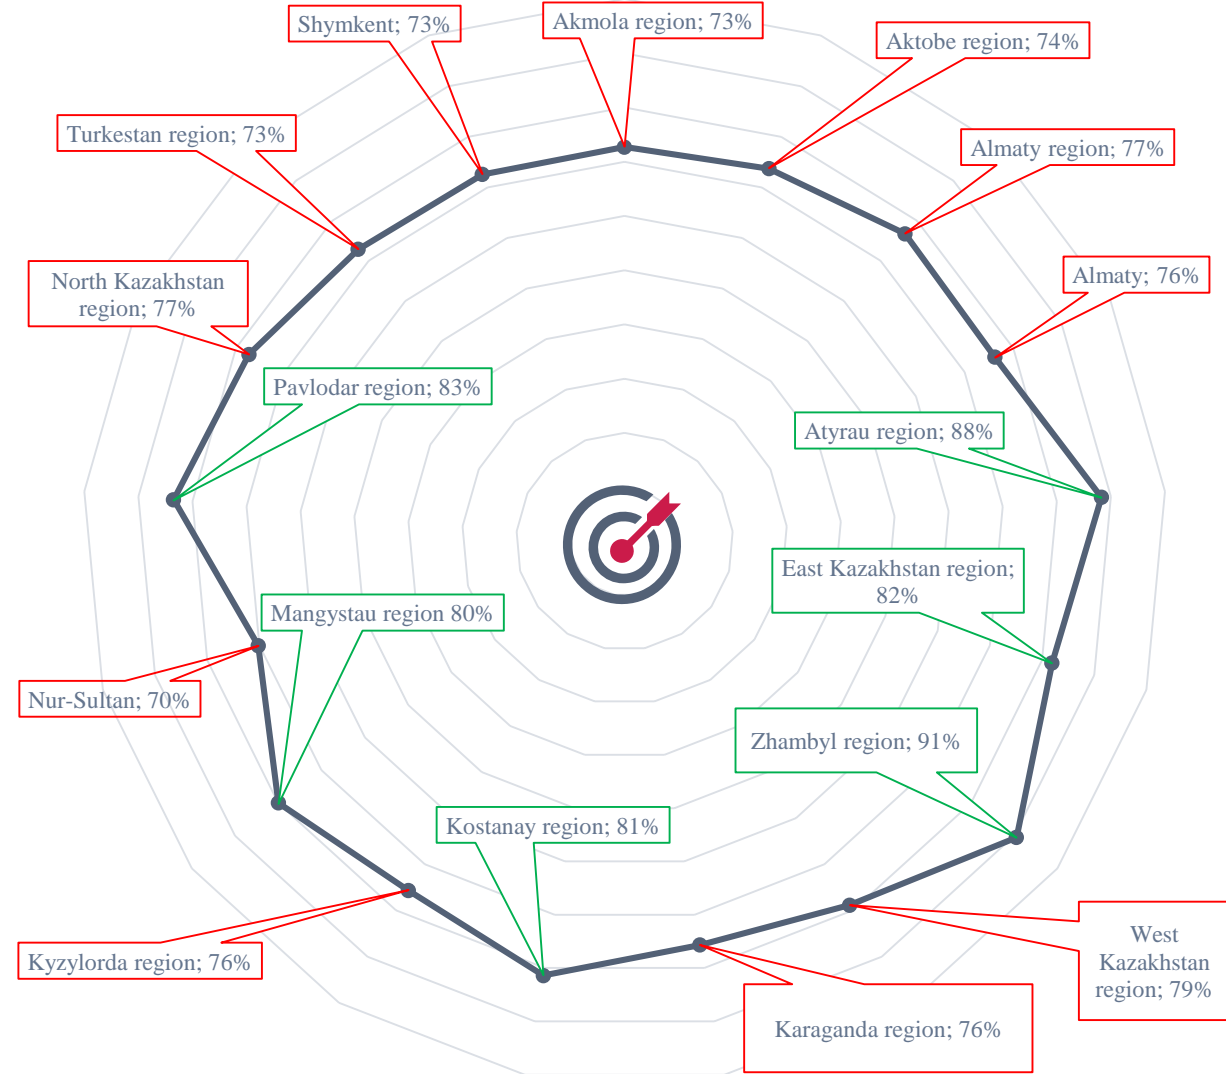 Shymkent; 73%
Akmola region; 73%
Aktobe region; 74%
Turkestan region; 73%
Almaty region; 77%
North Kazakhstan
region; 77%
Almaty; 76%
Pavlodar region; 83%
Atyrau region; 88%
East Kazakhstan region;
82%
Mangystau region 80%
Nur-Sultan; 70%
Zhambyl region; 91%
Kostanay region; 81%
Kyzylorda region; 76%
West
Kazakhstan
region; 79%
Karaganda region; 76%